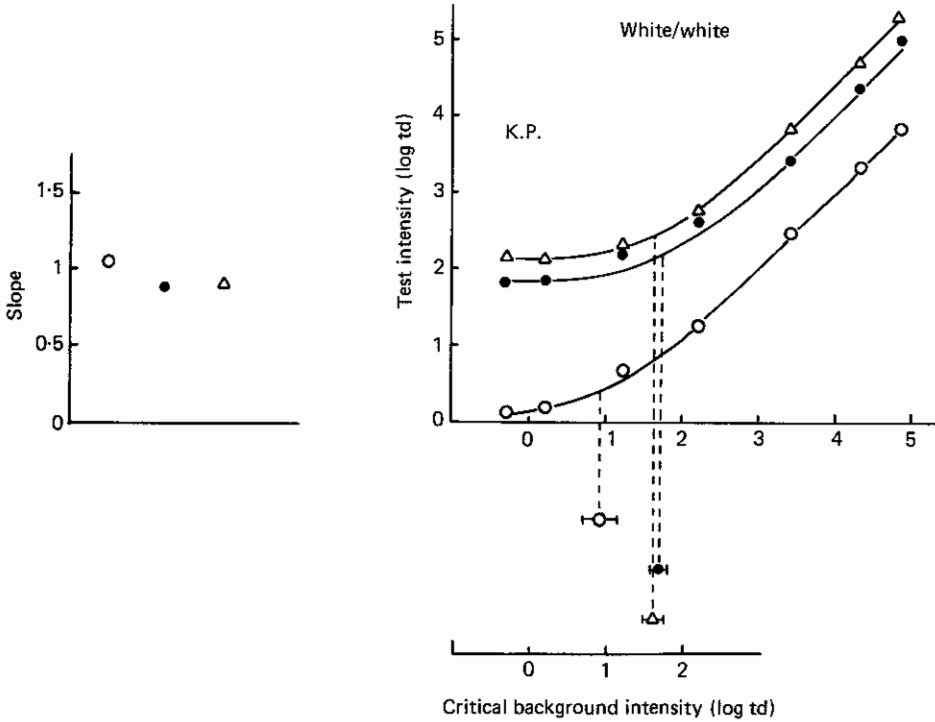 White/white
K.P.
Test intensity (log td)
5
4
3
2
1
0
0 1 2 3 4 5
Slope
1·5
1
0·5
0
0 1 2
Critical background intensity (log td)